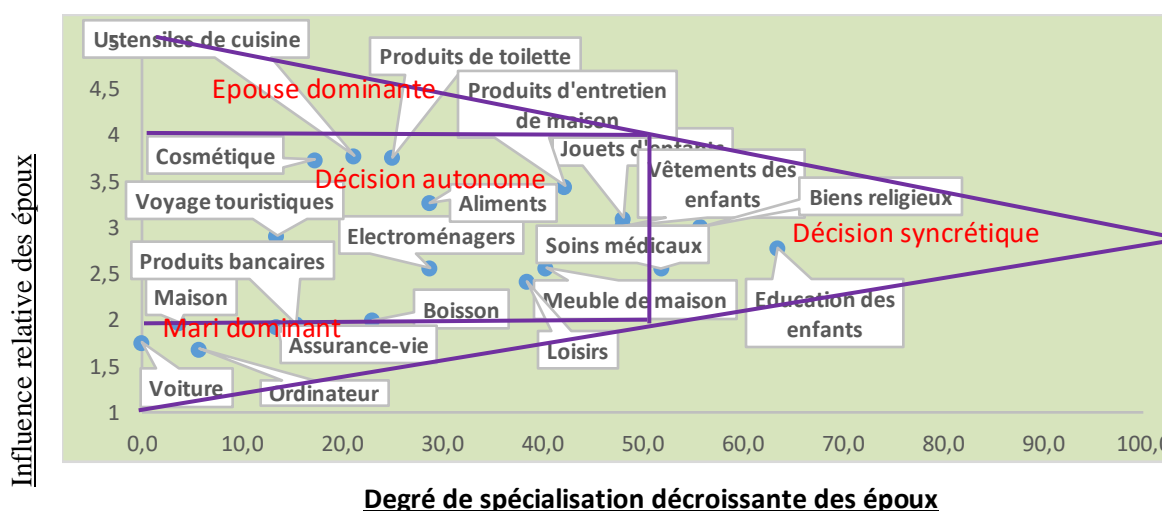 Ustensiles de cuisine
5
Produits de toilette
Epouse dominante
4,5
Produits d'entretien
de maison
4
Jouets d'enfants
Cosmétique
Vêtements des
enfants
Décision autonome
3,5
Voyage touristiques
Aliments
Biens religieux
3
Electroménagers
Soins médicaux
Décision syncrétique
Produits bancaires
2,5
Maison
Boisson
Meuble de maison
Education des
enfants
2
Mari dominant
Assurance-vie
Loisirs
1,5
Voiture
Ordinateur
1
0,0 10,0 20,0 30,0 40,0 50,0 60,0 70,0 80,0 90,0 100,0
Influence relative des époux
Degré de spécialisation décroissante des époux